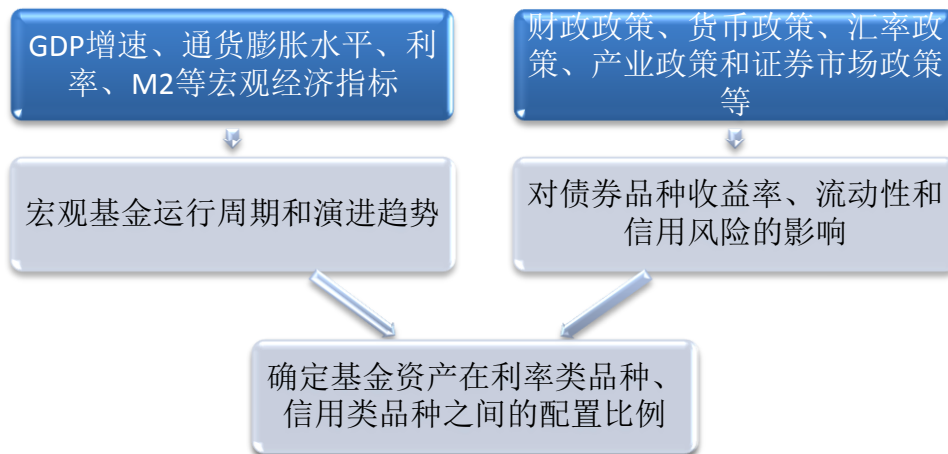 GDP增速、通货膨胀水平、利
率、M2等宏观经济指标
财政政策、货币政策、汇率政
策、产业政策和证券市场政策
等
宏观基金运行周期和演进趋势
对债券品种收益率、流动性和
信用风险的影响
确定基金资产在利率类品种、
信用类品种之间的配置比例